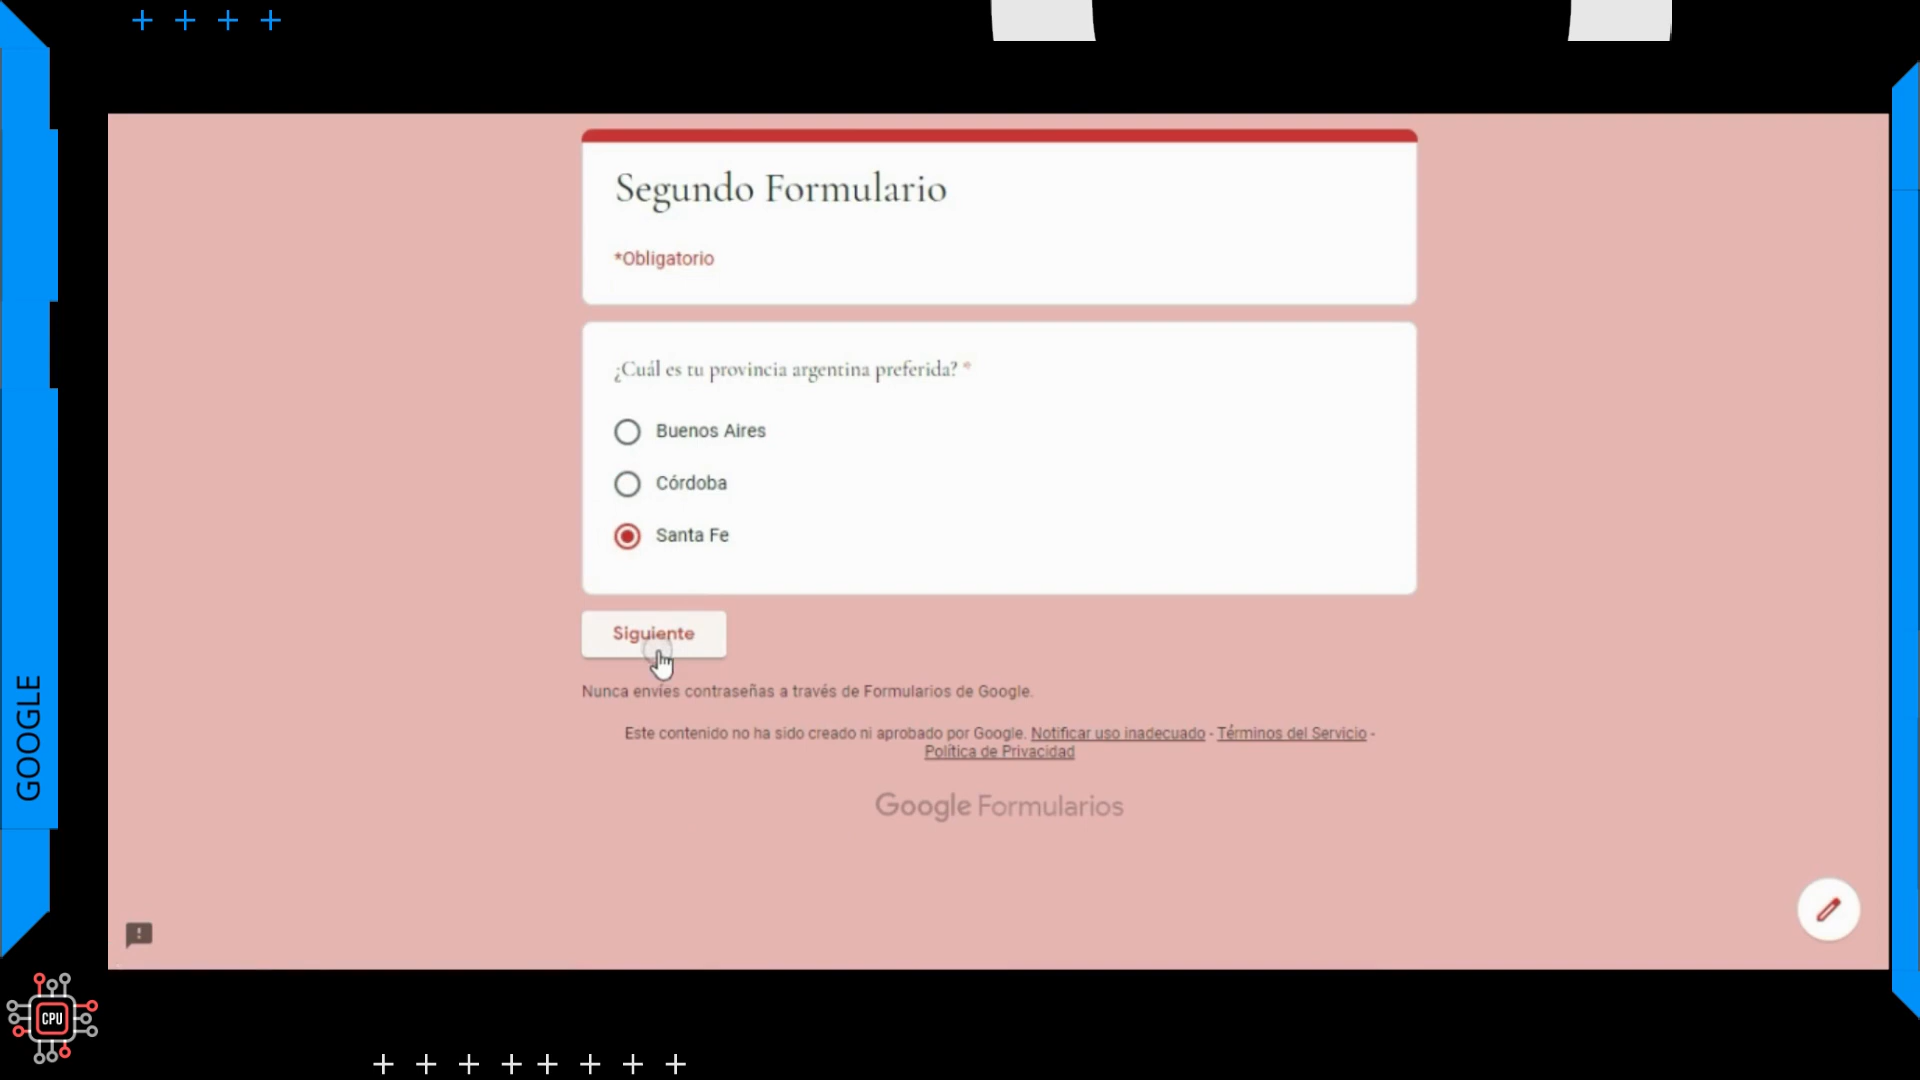 Segundo Formulario
*Obligatorio
¿Cuál es tu provincia argentina preferida? *
Buenos Aires
Córdoba
Santa Fe
Siguiente
Nunca envíes contraseñas a través de Formularios de Google.
Este contenido no ha sido creado ni aprobado por Google. Notificar uso inadecuado - Términos del Servicio -
Política de Privacidad
Google Formularios
GOOGLE
CPU